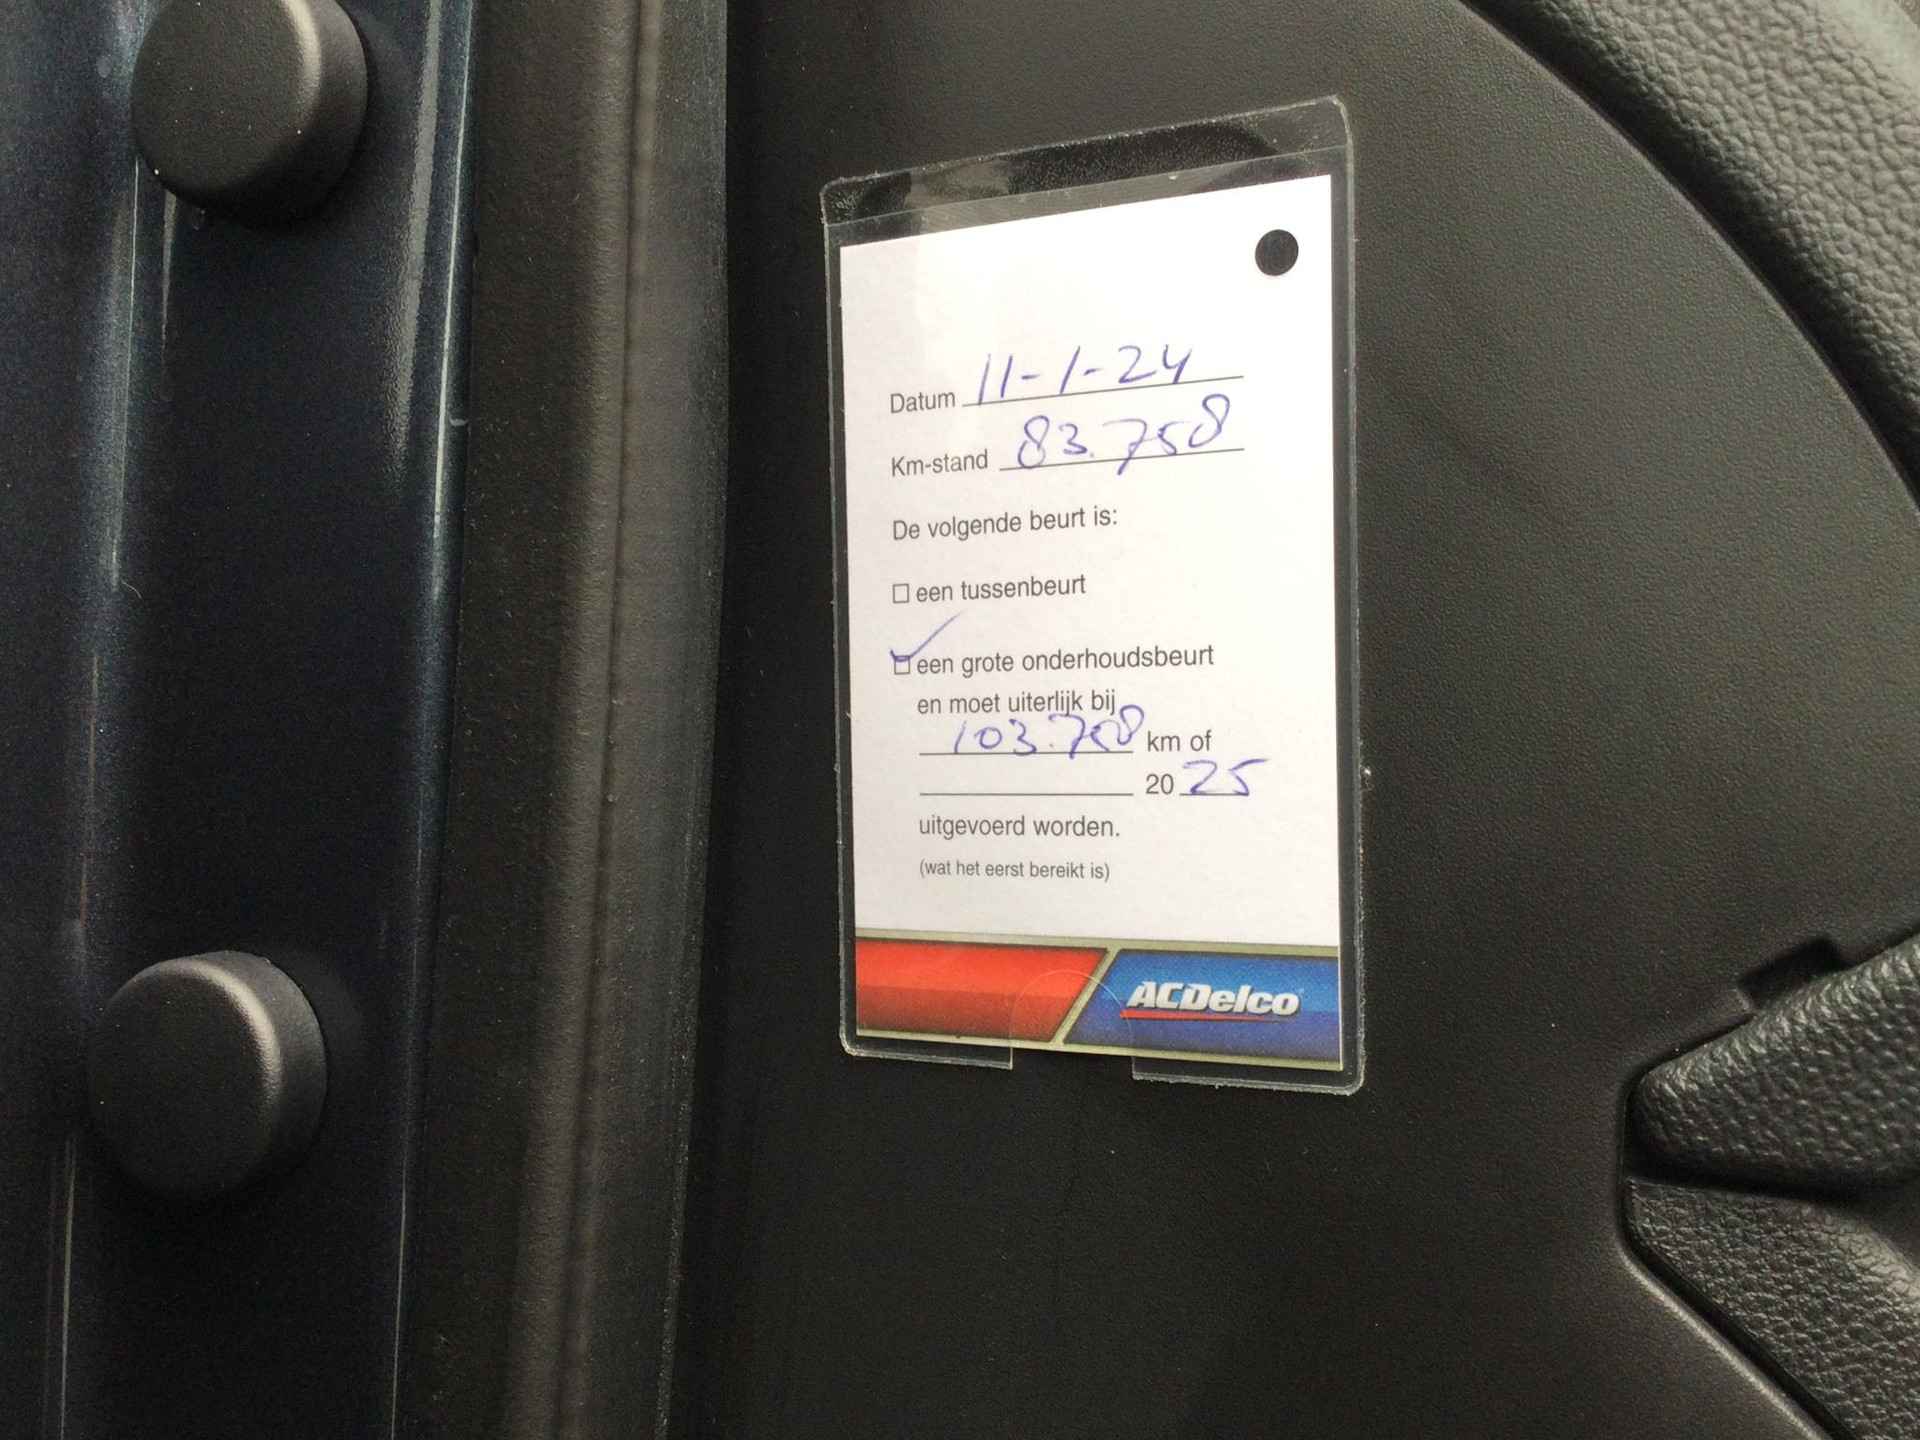 Datum 11-1-24
Km-stand 83.758
De volgende beurt is:
een tussenbeurt
een grote onderhoudsbeurt
en moet uiterlijk bij
103.758 km of
2025
uitgevoerd worden.
(wat het eerst bereikt is)
ACDelco